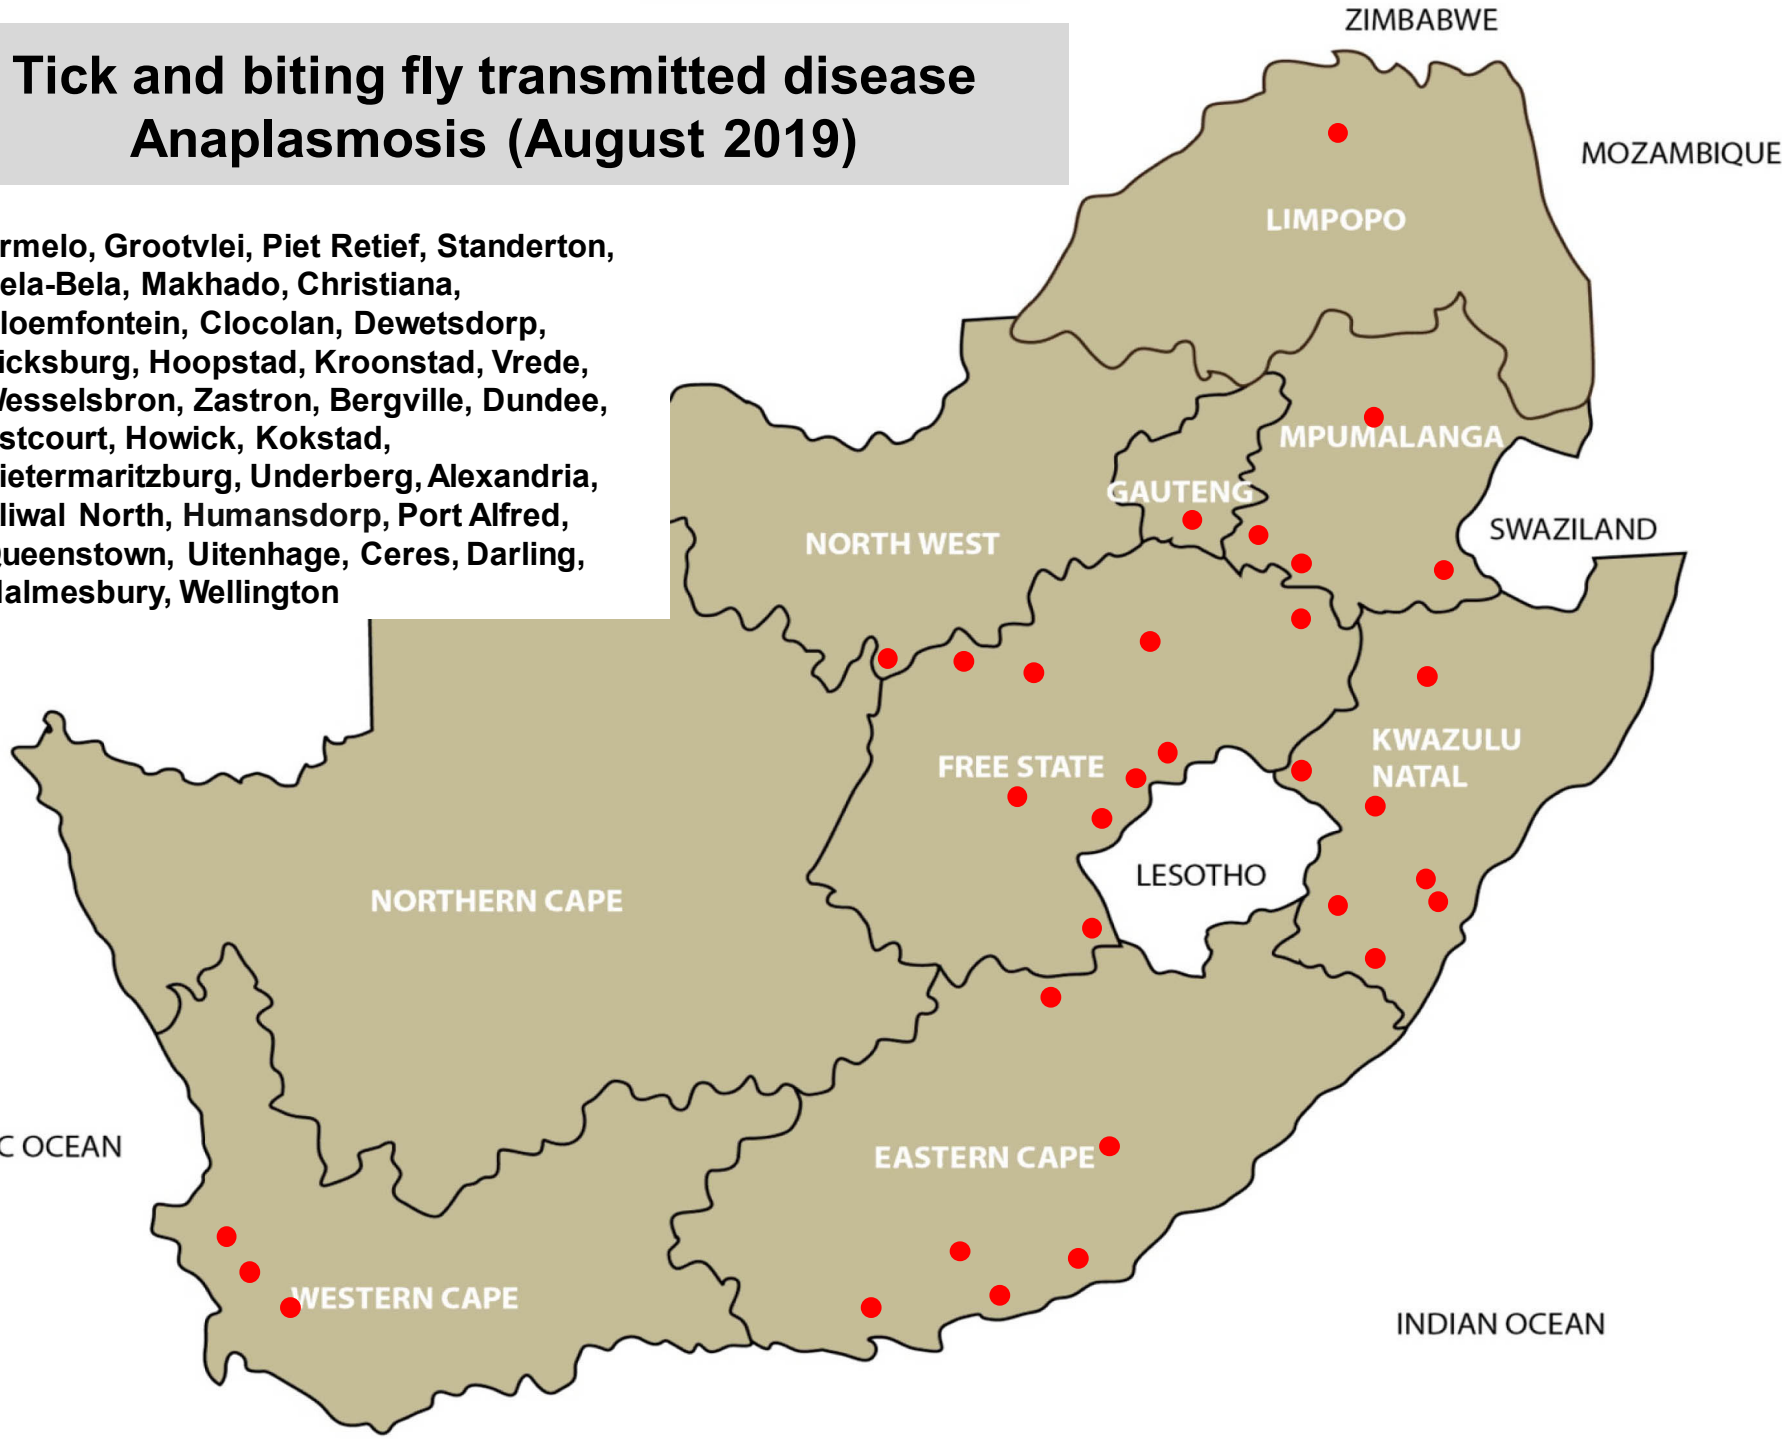 ZIMBABWE
Tick and biting fly transmitted disease
Anaplasmosis (August 2019)
MOZAMBIQUE
LIMPOPO
rmelo, Grootvlei, Piet Retief, Standerton,
ela-Bela, Makhado, Christiana,
loemfontein, Clocolan, Dewetsdorp,
icksburg, Hoopstad, Kroonstad, Vrede,
Wesselsbron, Zastron, Bergville, Dundee,
stcourt, Howick, Kokstad,
ietermaritzburg, Underberg, Alexandria,
liwal North, Humansdorp, Port Alfred,
Queenstown, Uitenhage, Ceres, Darling,
Malmesbury, Wellington
MPUMALANGA
GAUTENG
NORTH WEST
SWAZILAND
KWAZULU
NATAL
FREE STATE
LESOTHO
NORTHERN CAPE
C OCEAN
EASTERN CAPE
WESTERN CAPE
INDIAN OCEAN